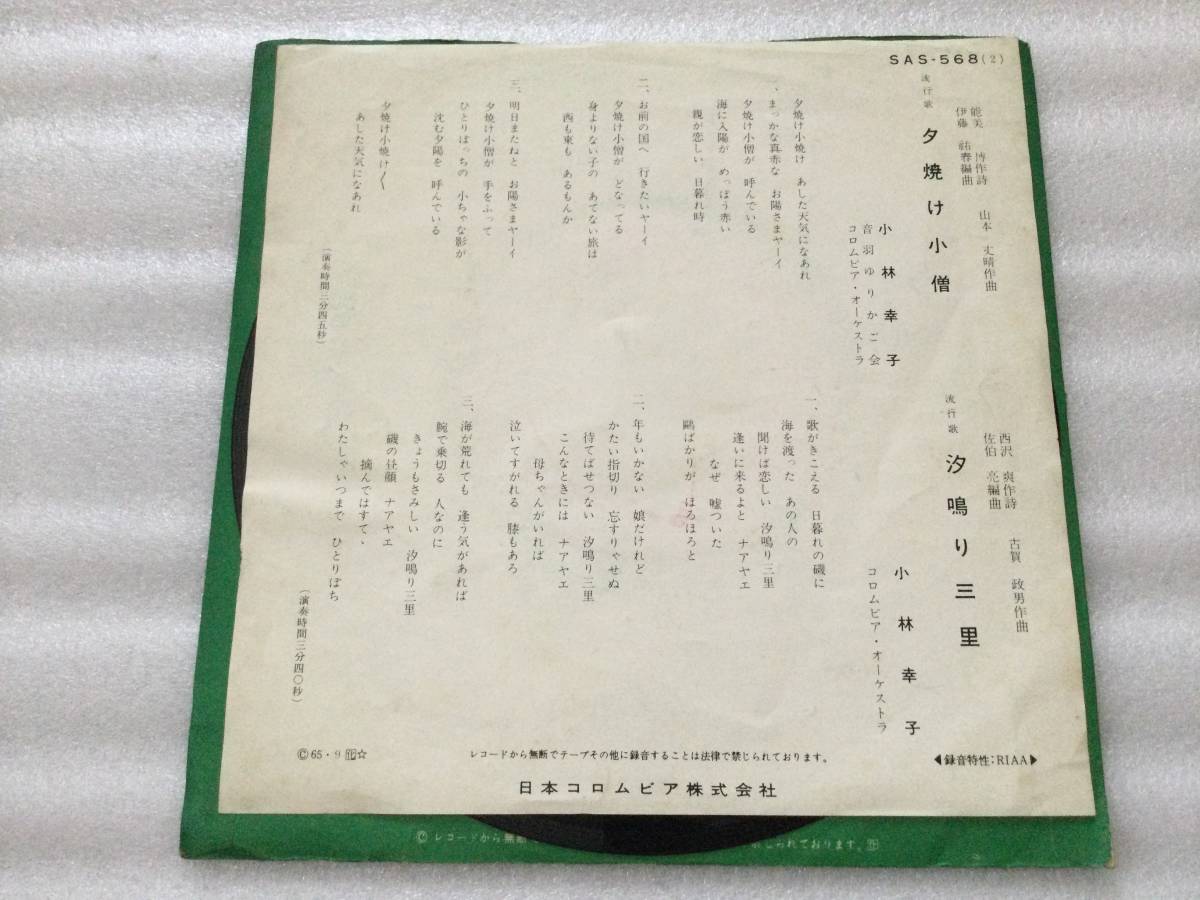 SAS-568(2)
流行歌
夕焼け小僧
能美 博作詩
伊藤 祐春編曲
山本 丈晴作曲
小林幸子
音羽ゆりかご会
コロムビア・オーケストラ
夕焼け小焼け あした天気になあれ
一、まっかな真赤な お陽さまヤーイ
夕焼け小僧が 呼んでいる
海に入陽が めっぽう赤い
親が恋しい 日暮れ時
二、お前の国へ 行きたいヤーイ
夕焼け小僧が どなってる
身よりない子の あてない旅は
西も東も あるもんか
三、明日またねと お陽さまヤーイ
夕焼け小僧が 手をふって
ひとりぼっちの 小ちゃな影が
沈む夕陽を 呼んでいる
夕焼け小焼け〱
あした天気になあれ
(演奏時間二分四五秒)
流行歌
汐鳴り三里
西沢 爽作詩
佐伯 亮編曲
古賀 政男作曲
小林幸子
コロムビア・オーケストラ
一、歌がきこえる 日暮れの磯に
海を渡った あの人の
聞けば恋しい 汐鳴り三里
逢いに来るよと ナアヤエ
なぜ 嘘ついた
鷗ばかりが ほろほろと
二、年もいかない 娘だけれど
かたい指切り 忘すりゃせぬ
待てばせつない 汐鳴り三里
こんなときには ナアヤエ
母ちゃんがいれば
泣いてすがれる 膝もあろ
三、海が荒れても 逢う気があれば
腕で乗切る 人なのに
きょうもさみしい 汐鳴り三里
磯の昼顔 ナアヤエ
摘んではすて、
わたしゃいつまで ひとりぼち
(演奏時間三分四〇秒)
Ⓒ65・9 ☆
レコードから無断でテープその他に録音することは法律で禁じられております。
◀録音特性:RIAA▶
日本コロムビア株式会社
Ⓒ レコードから無断
じられております。